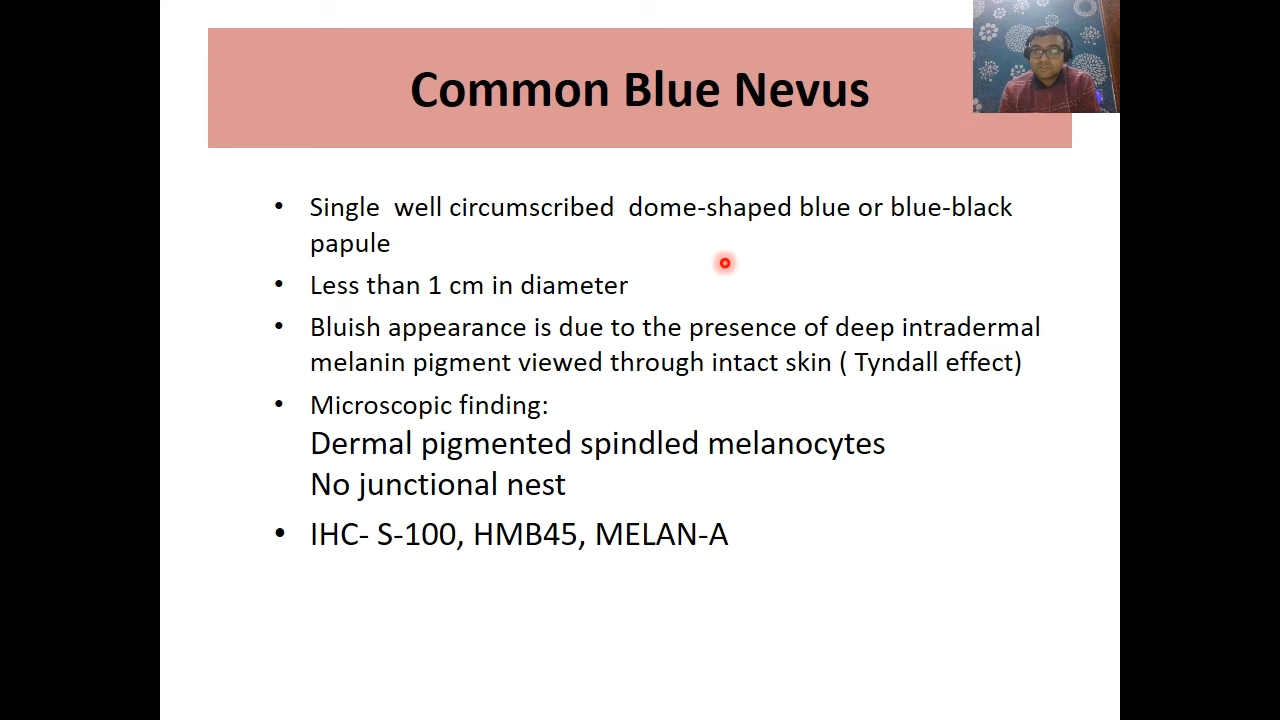 Common Blue Nevus
• Single well circumscribed dome-shaped blue or blue-black
papule
• Less than 1 cm in diameter
• Bluish appearance is due to the presence of deep intradermal
melanin pigment viewed through intact skin ( Tyndall effect)
• Microscopic finding:
Dermal pigmented spindled melanocytes
No junctional nest
• IHC- S-100, HMB45, MELAN-A